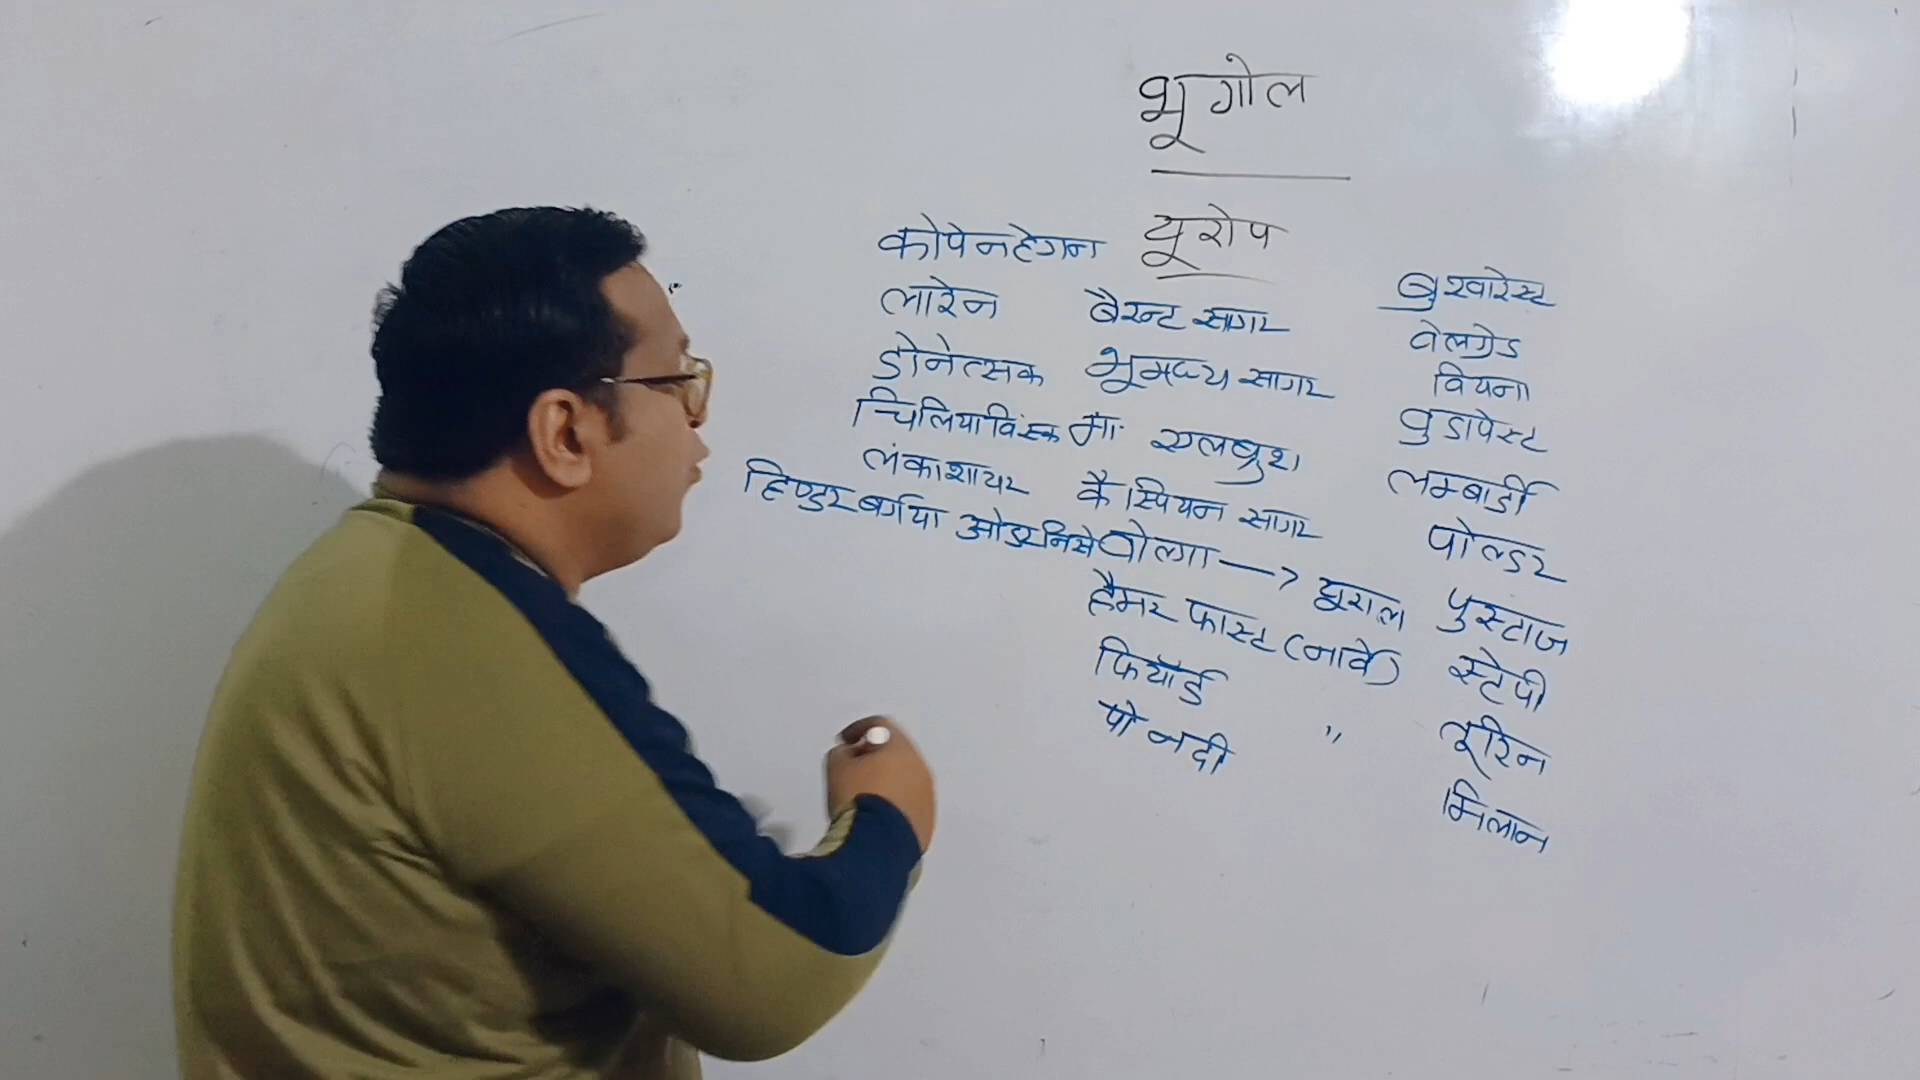 भूगोल
यूरोप
कोपेनहेगन
लारेन
डोनेत्सक
चिलियाविंस्क
लंकाशायर
हिण्डरबर्गया ओडरनिसे
बैरन्ट सागर
भूमध्य सागर
मा. एलब्रुश
कैस्पियन सागर
वोल्गा → यूराल
हैमर फास्ट (नार्वे)
फियॉर्ड "
पो नदी
बुखारेस्ट
वेलग्रेड
वियना
वुडापेस्ट
लम्बार्डी
पोल्डर
पुस्टाज
स्टेपी
तूरिन
मिलान